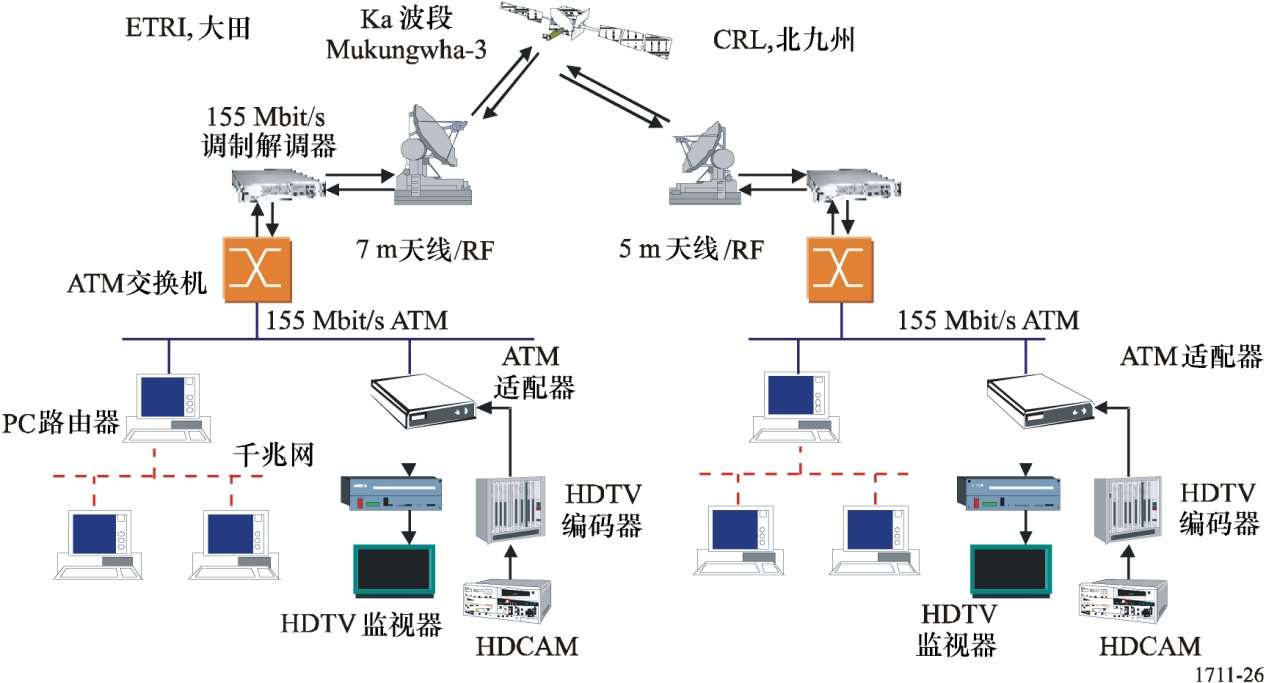 ETRI,大田
Ka 波段
Mukungwha-3
CRL,北九州
155 Mbit/s
调制解调器
7 m天线/RF
5 m天线/RF
ATM交换机
155 Mbit/s ATM
155 Mbit/s ATM
ATM
适配器
ATM适配器
PC路由器
千兆网
HDTV
编码器
HDTV
编码器
HDTV监视器
HDCAM
HDTV
监视器
HDCAM
1711-26